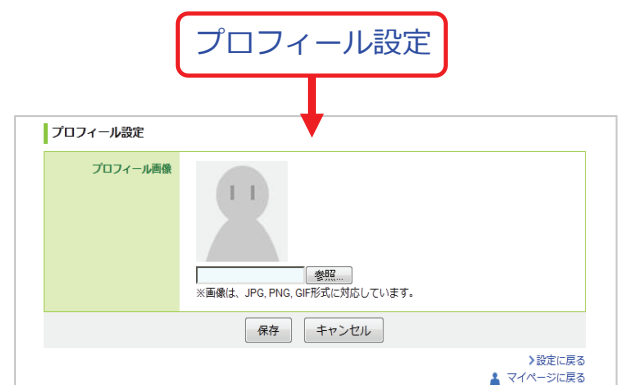 プロフィール設定
プロフィール設定
プロフィール画像
参照...
※画像は、JPG, PNG, GIF形式に対応しています。
保存 キャンセル
設定に戻る
マイページに戻る